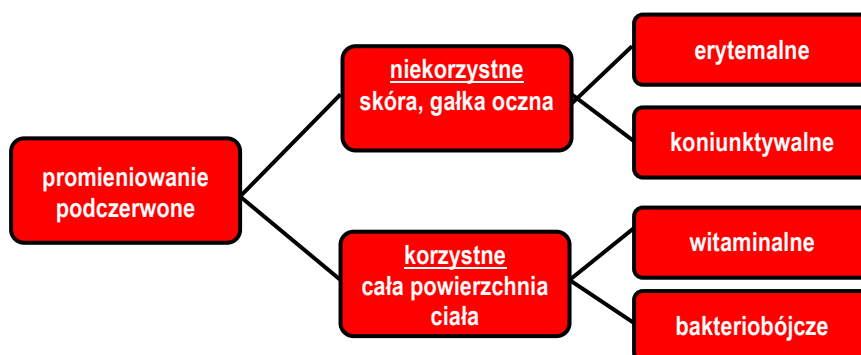 promieniowanie
podczerwone
niekorzystne
skóra, gałka oczna
korzystne
cała powierzchnia
ciała
erytemalne
koniunktywalne
witaminalne
bakteriobójcze